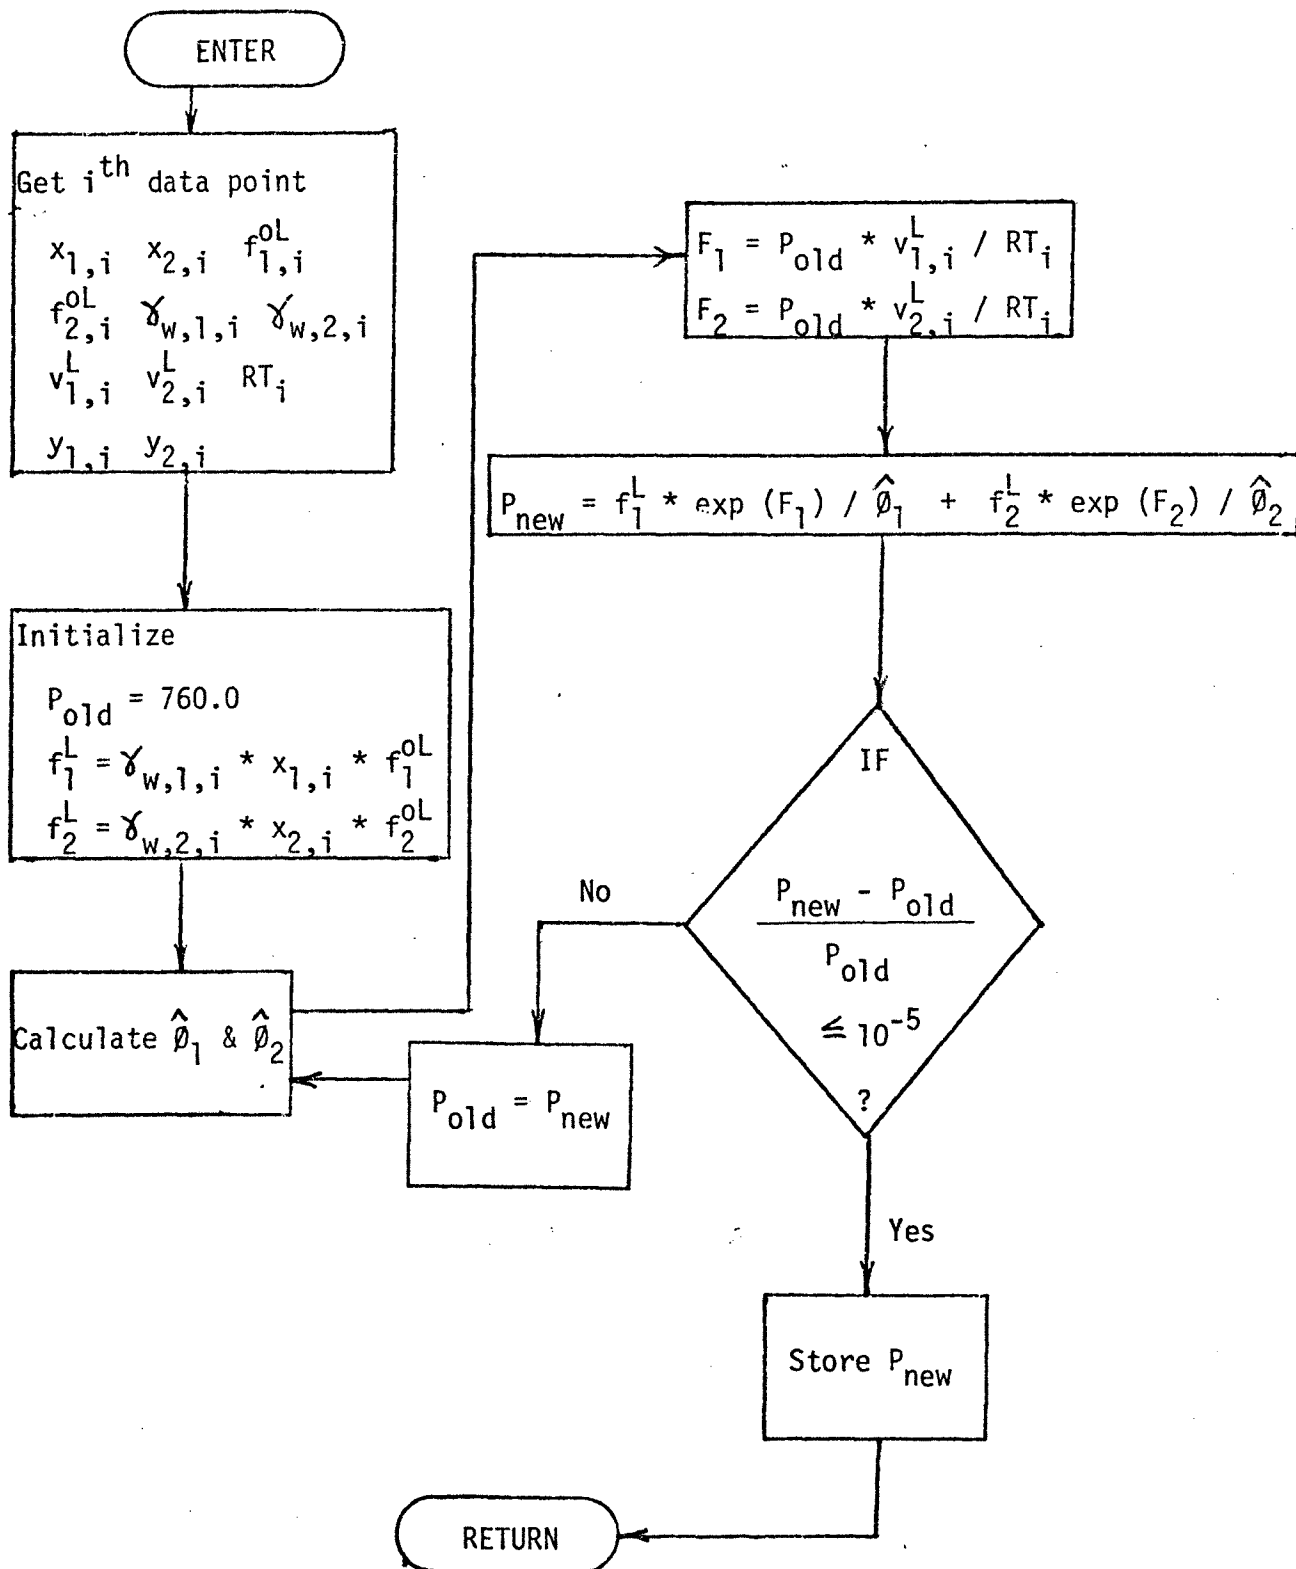 ENTER
Get i^th data point
x_1,i x_2,i f^oL_1,i
f^oL_2,i γ_w,1,i γ_w,2,i
v^L_1,i v^L_2,i RT_i
y_1,i y_2,i
Initialize
P_old = 760.0
f^L_1 = γ_w,1,i * x_1,i * f^oL_1
f^L_2 = γ_w,2,i * x_2,i * f^oL_2
Calculate φ̂_1 & φ̂_2
F_1 = P_old * v^L_1,i / RT_i
F_2 = P_old * v^L_2,i / RT_i
P_new = f^L_1 * exp (F_1) / φ̂_1 + f^L_2 * exp (F_2) / φ̂_2
IF
P_new - P_old
P_old
≤ 10^-5
?
No
P_old = P_new
Yes
Store P_new
RETURN